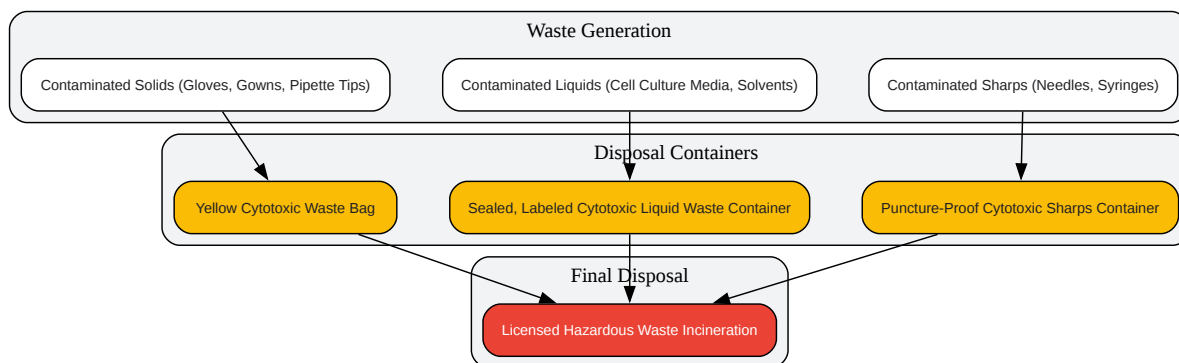 Waste Generation
Contaminated Solids (Gloves, Gowns, Pipette Tips)
Contaminated Liquids (Cell Culture Media, Solvents)
Contaminated Sharps (Needles, Syringes)
Disposal Containers
Yellow Cytotoxic Waste Bag
Sealed, Labeled Cytotoxic Liquid Waste Container
Puncture-Proof Cytotoxic Sharps Container
Final Disposal
Licensed Hazardous Waste Incineration